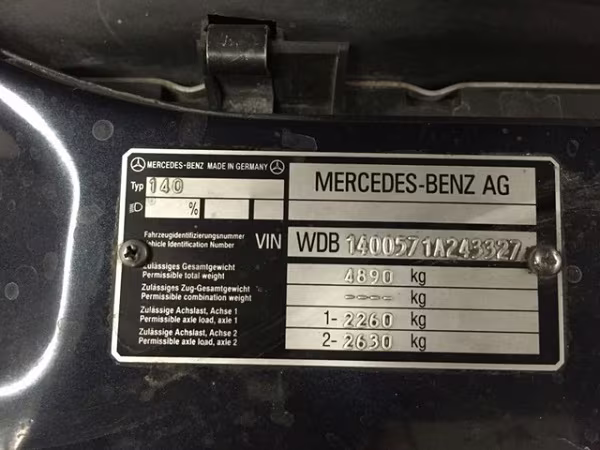 MERCEDES-BENZ MADE IN GERMANY
MERCEDES-BENZ AG
Typ 140
%
Fahrzeugidentifizierungsnummer
Vehicle Identification Number
VIN WDB 1400571A243327
Zulässiges Gesamtgewicht
Permissible total weight
4890 kg
Zulässiges Zug-Gesamtgewicht
Permissible combination weight
---- kg
Zulässige Achslast, Achse 1
Permissible axle load, axle 1
1- 2260 kg
Zulässige Achslast, Achse 2
Permissible axle load, axle 2
2- 2630 kg